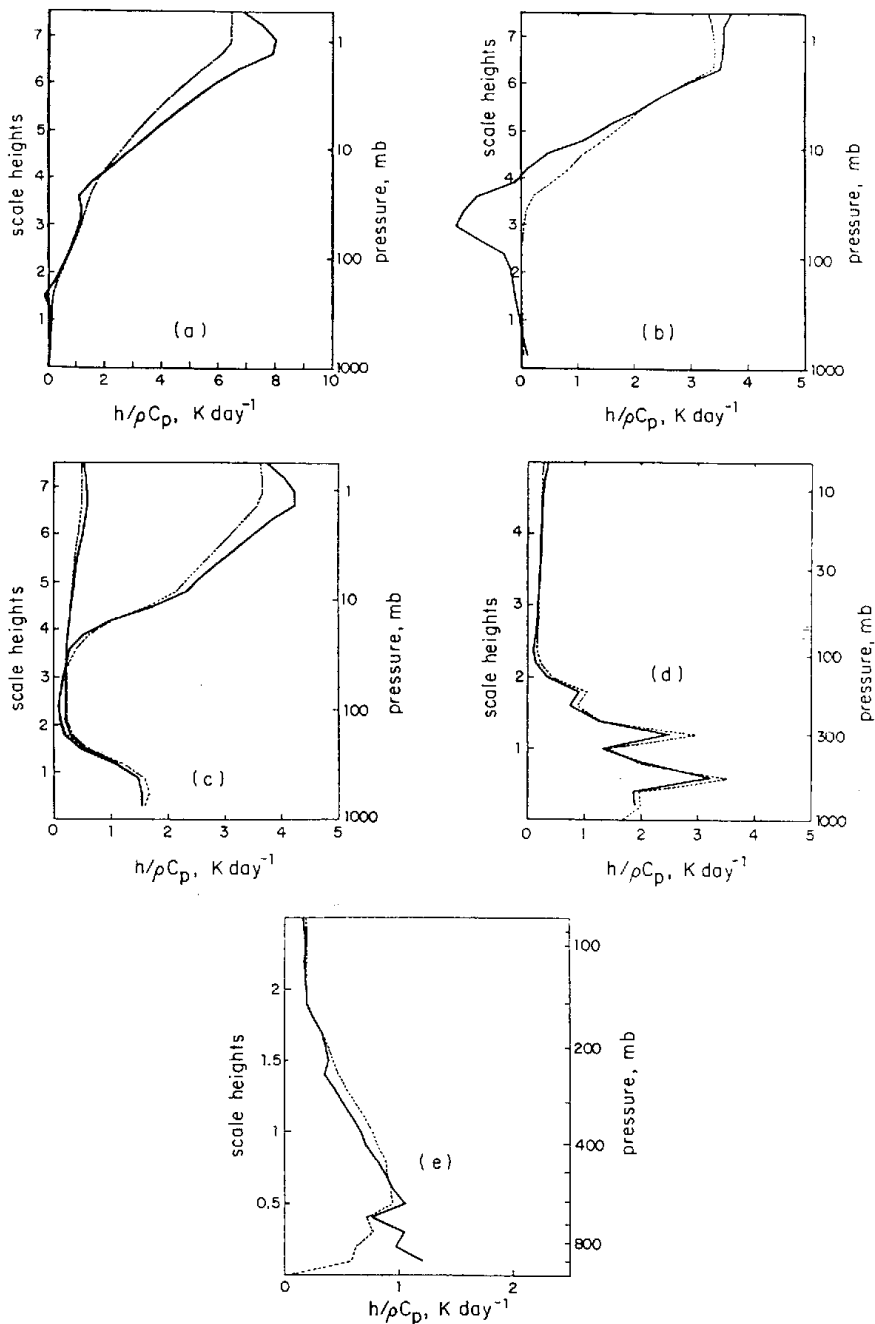 7
6
5
4
3
2
1
scale heights
1
10
100
1000
pressure, mb
(a)
0 2 4 6 8 10
h/ρCp, K day⁻¹
7
6
5
4
3
2
1
scale heights
1
10
100
1000
pressure, mb
(b)
0 1 2 3 4 5
h/ρCp, K day⁻¹
7
6
5
4
3
2
1
scale heights
1
10
100
1000
pressure, mb
(c)
0 1 2 3 4 5
h/ρCp, K day⁻¹
4
3
2
1
scale heights
10
30
100
300
1000
pressure, mb
(d)
0 1 2 3 4 5
h/ρCp, K day⁻¹
2
1.5
1
0.5
scale heights
100
200
400
800
pressure, mb
(e)
0 1 2
h/ρCp, K day⁻¹